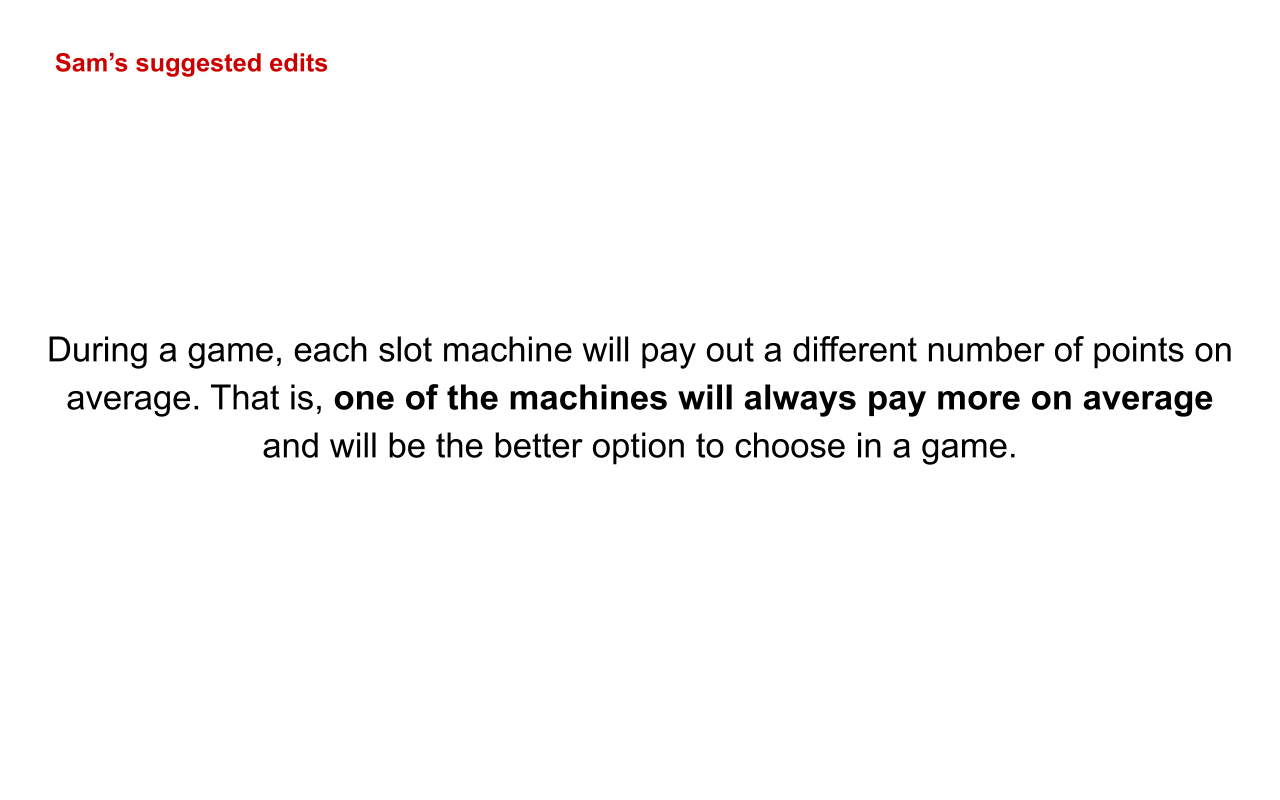 Sam’s suggested edits
During a game, each slot machine will pay out a different number of points on
average. That is, one of the machines will always pay more on average
and will be the better option to choose in a game.